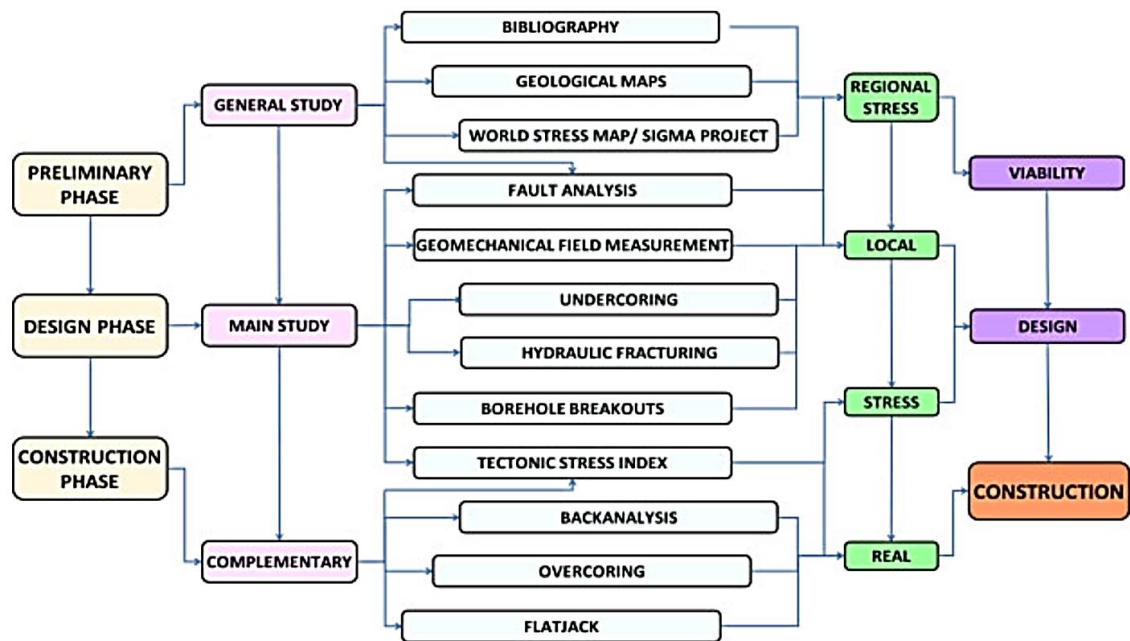 BIBLIOGRAPHY
GEOLOGICAL MAPS
REGIONAL
STRESS
GENERAL STUDY
WORLD STRESS MAP/ SIGMA PROJECT
PRELIMINARY
PHASE
FAULT ANALYSIS
VIABILITY
GEOMECHANICAL FIELD MEASUREMENT
LOCAL
UNDERCORING
DESIGN PHASE
MAIN STUDY
DESIGN
HYDRAULIC FRACTURING
BOREHOLE BREAKOUTS
STRESS
CONSTRUCTION
PHASE
TECTONIC STRESS INDEX
CONSTRUCTION
BACKANALYSIS
COMPLEMENTARY
REAL
OVERCORING
FLATJACK